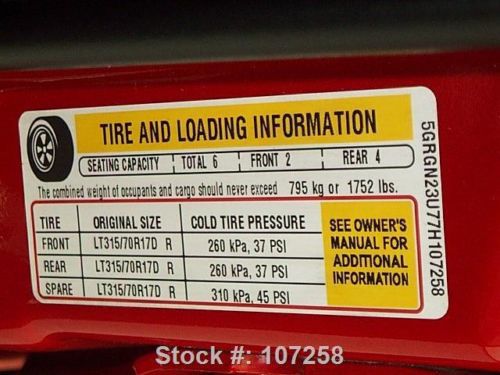 TIRE AND LOADING INFORMATION
SEATING CAPACITY TOTAL 6 FRONT 2 REAR 4
The combined weight of occupants and cargo should never exceed 795 kg or 1752 lbs.
TIRE ORIGINAL SIZE COLD TIRE PRESSURE
FRONT LT315/70R17D R 260 kPa, 37 PSI
REAR LT315/70R17D R 260 kPa, 37 PSI
SPARE LT315/70R17D R 310 kPa, 45 PSI
SEE OWNER'S
MANUAL FOR
ADDITIONAL
INFORMATION
5GRGN23U77H107258
Stock #: 107258